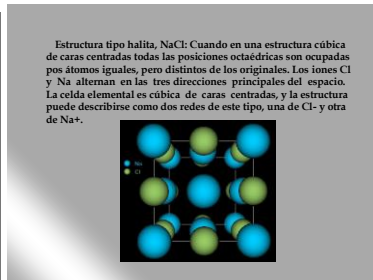 Estructura tipo halita, NaCl: Cuando en una estructura cúbica
de caras centradas todas las posiciones octaédricas son ocupadas
pos átomos iguales, pero distintos de los originales. Los iones Cl
y Na alternan en las tres direcciones principales del espacio.
La celda elemental es cúbica de caras centradas, y la estructura
puede describirse como dos redes de este tipo, una de Cl- y otra
de Na+.
Na
Cl